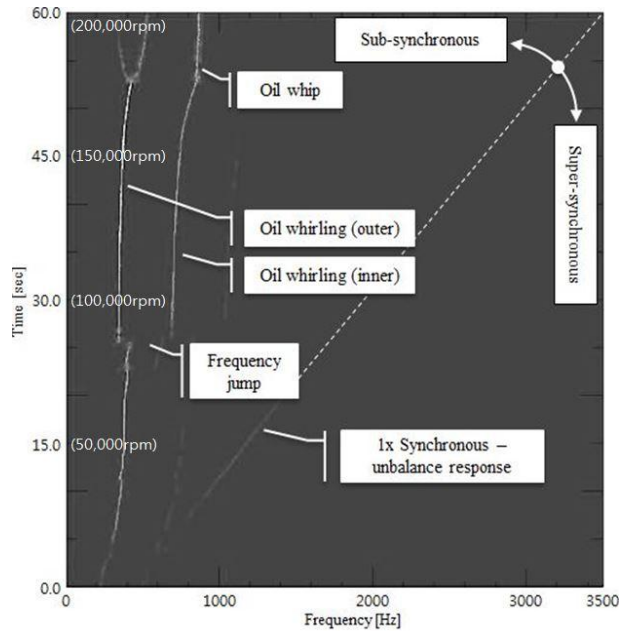 60.0
(200,000rpm)
Sub-synchronous
Oil whip
Super-synchronous
45.0
(150,000rpm)
Oil whirling (outer)
Oil whirling (inner)
Time [sec]
30.0
(100,000rpm)
Frequency
jump
15.0
(50,000rpm)
1x Synchronous –
unbalance response
0.0
0
1000
2000
3000
3500
Frequency [Hz]